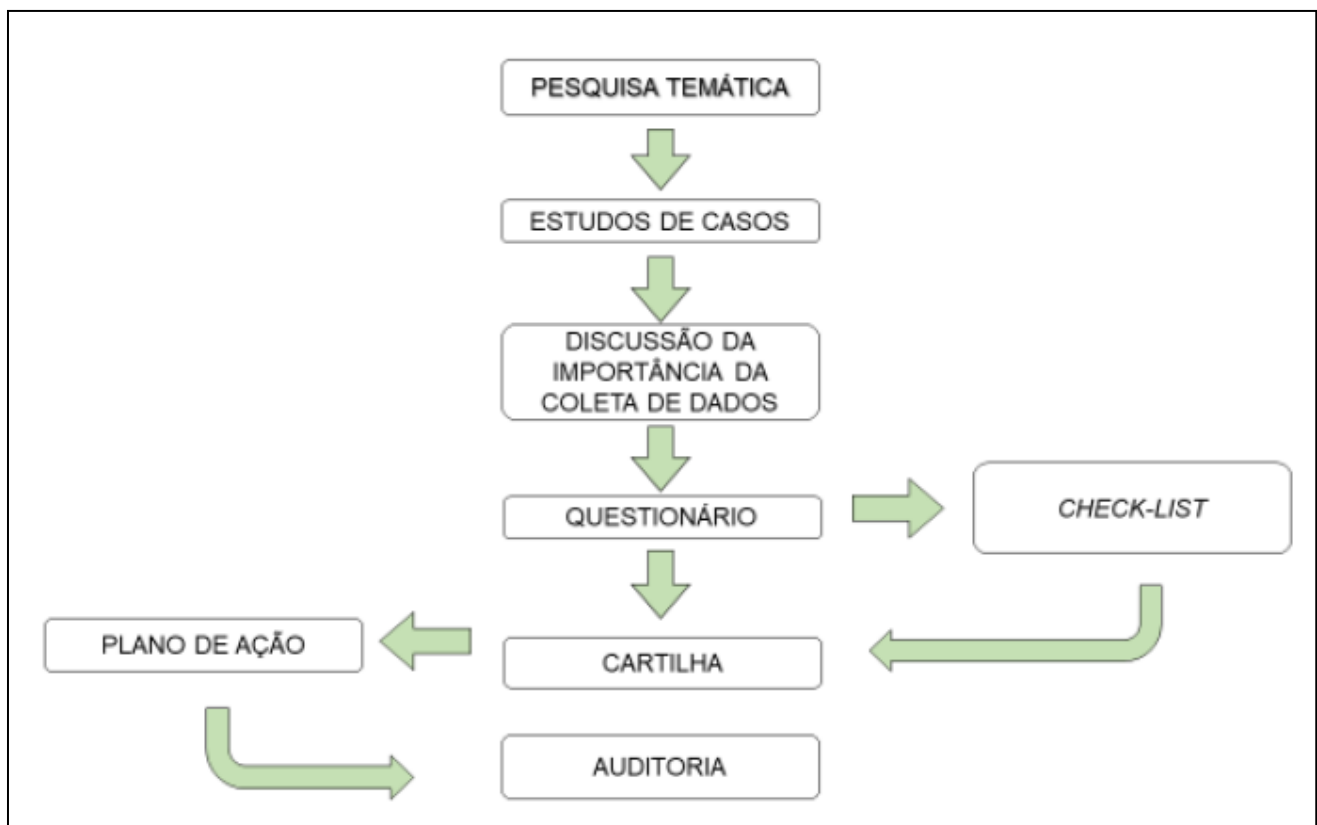 PESQUISA TEMÁTICA
ESTUDOS DE CASOS
DISCUSSÃO DA
IMPORTÂNCIA DA
COLETA DE DADOS
QUESTIONÁRIO
CHECK-LIST
PLANO DE AÇÃO
CARTILHA
AUDITORIA